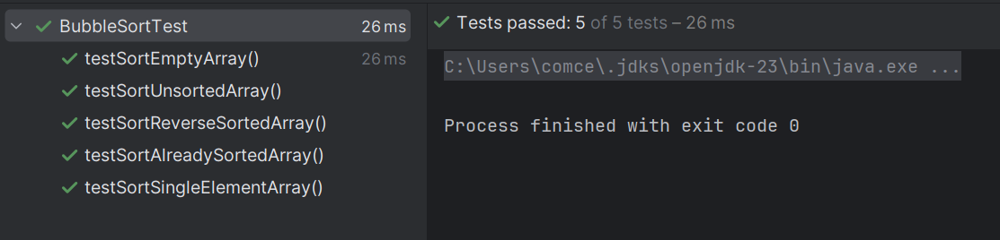 BubbleSortTest 26 ms
testSortEmptyArray() 26 ms
testSortUnsortedArray()
testSortReverseSortedArray()
testSortAlreadySortedArray()
testSortSingleElementArray()
Tests passed: 5 of 5 tests – 26 ms
C:\Users\comce\.jdks\openjdk-23\bin\java.exe ...
Process finished with exit code 0